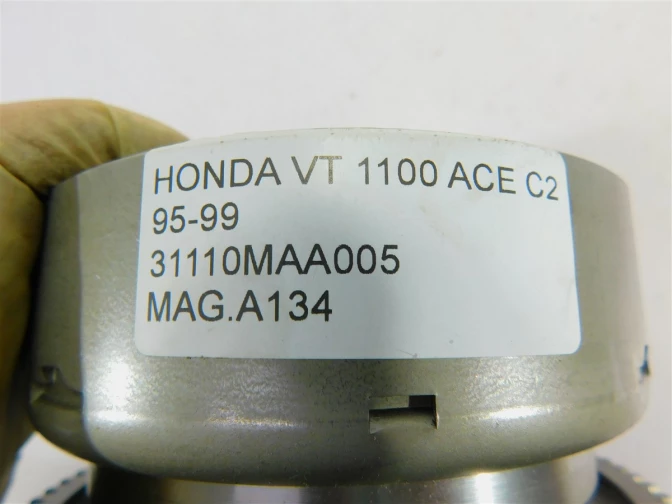 HONDA VT 1100 ACE C2
95-99
31110MAA005
MAG.A134